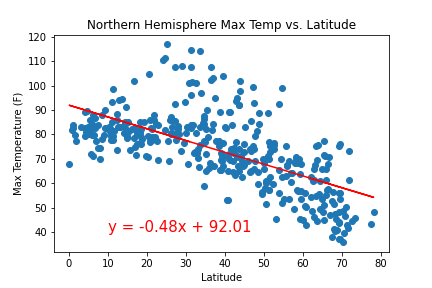 Northern Hemisphere Max Temp vs. Latitude
120
110
100
90
80
70
60
50
40
Max Temperature (F)
y = -0.48x + 92.01
0 10 20 30 40 50 60 70 80
Latitude